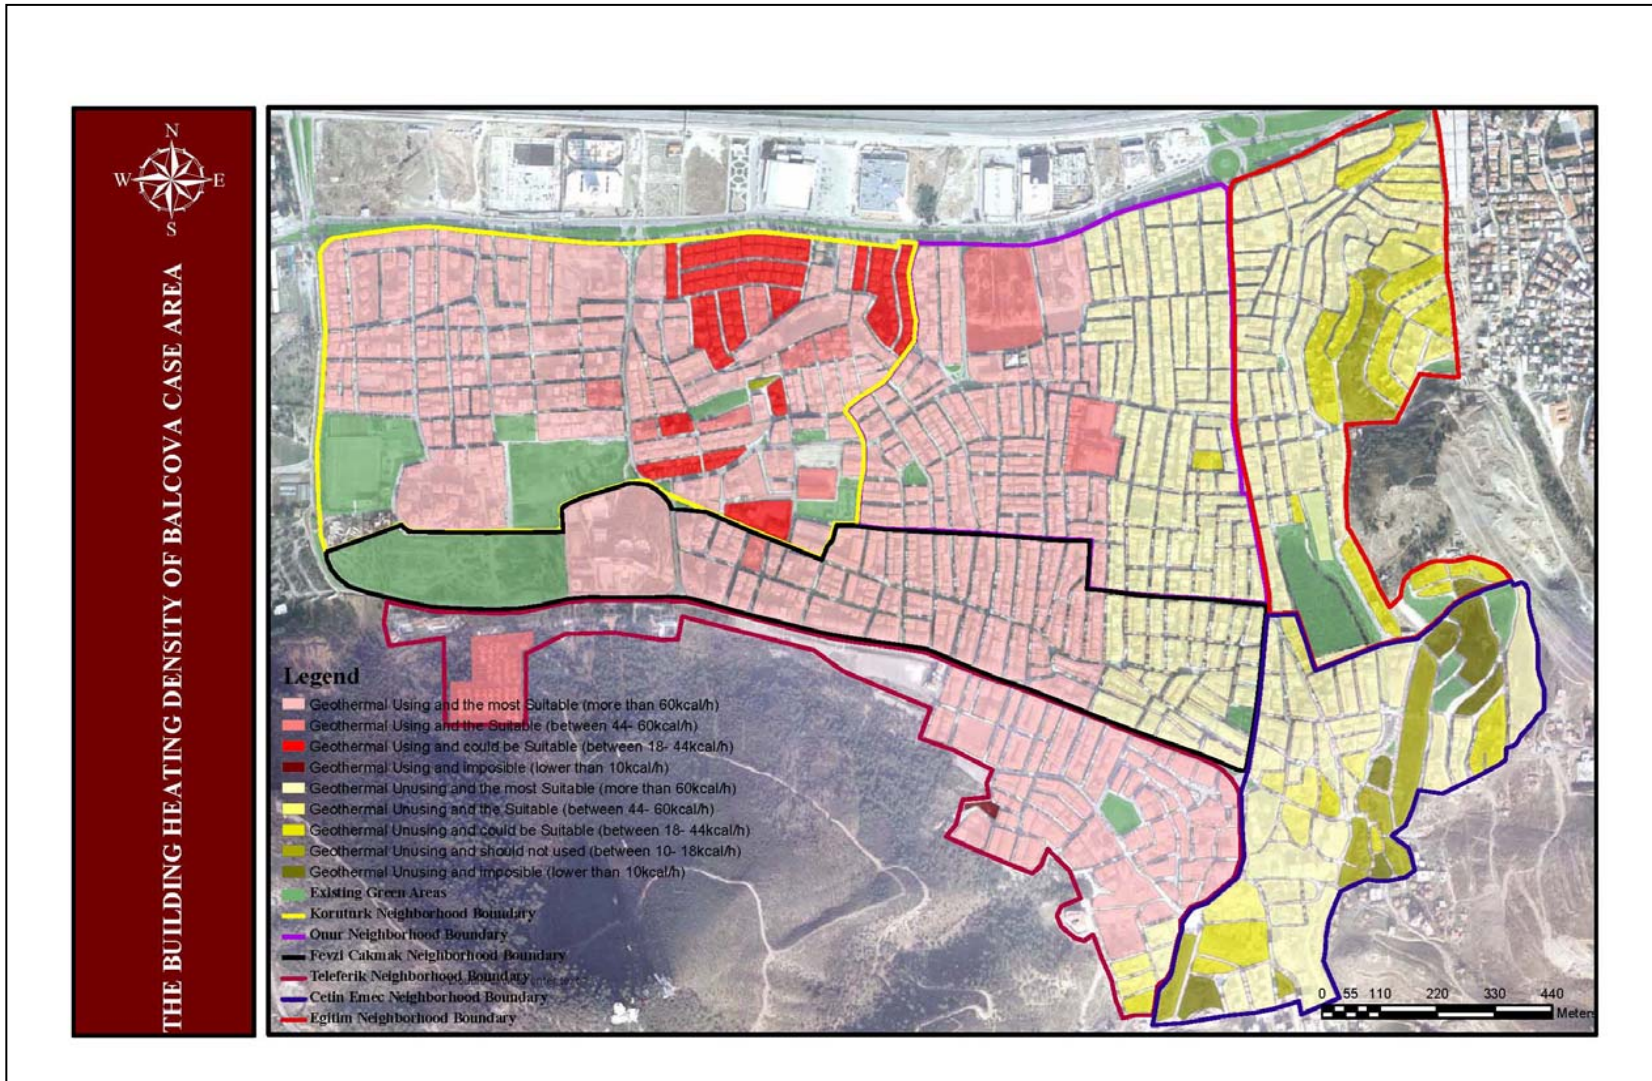 N
W E
S
THE BUILDING HEATING DENSITY OF BALCOVA CASE AREA
Legend
Geothermal Using and the most Suitable (more than 60kcal/h)
Geothermal Using and the Suitable (between 44- 60kcal/h)
Geothermal Using and could be Suitable (between 18- 44kcal/h)
Geothermal Using and imposible (lower than 10kcal/h)
Geothermal Unusing and the most Suitable (more than 60kcal/h)
Geothermal Unusing and the Suitable (between 44- 60kcal/h)
Geothermal Unusing and could be Suitable (between 18- 44kcal/h)
Geothermal Unusing and should not used (between 10- 18kcal/h)
Geothermal Unusing and imposible (lower than 10kcal/h)
Existing Green Areas
Koruturk Neighborhood Boundary
Onur Neighborhood Boundary
Fevzi Cakmak Neighborhood Boundary
Teleferik Neighborhood Boundary
Cetin Emec Neighborhood Boundary
Egitim Neighborhood Boundary
0 55 110 220 330 440
Meters